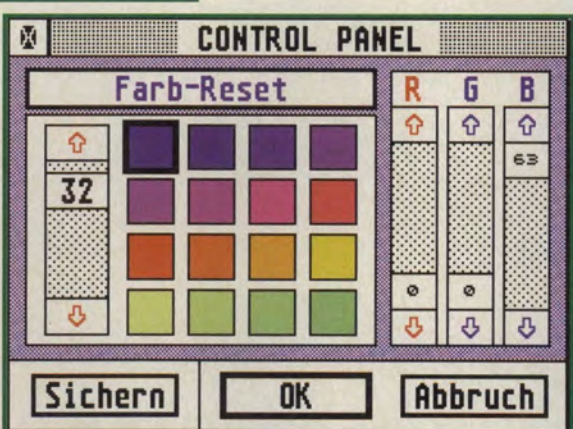 CONTROL PANEL
Farb-Reset
R G B
63
32
0 0
Sichern OK Abbruch